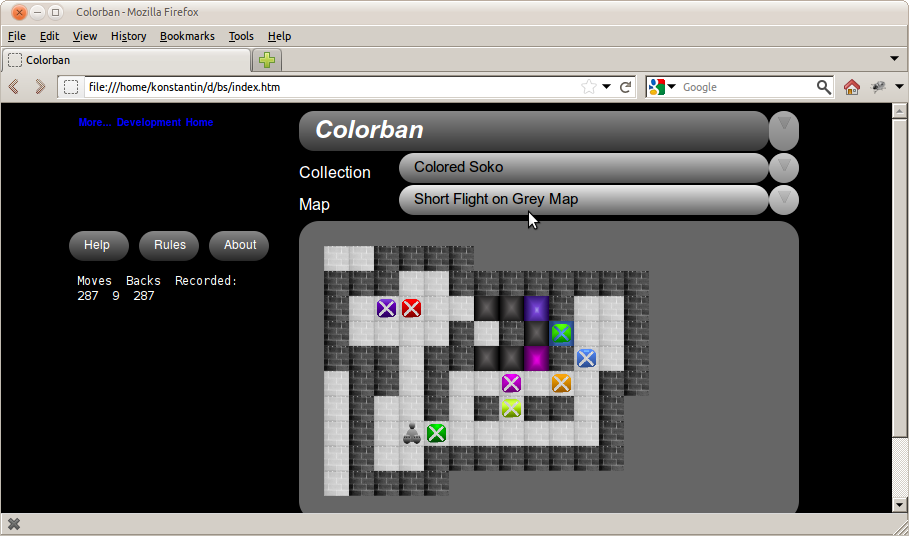 Colorban - Mozilla Firefox
File Edit View History Bookmarks Tools Help
Colorban
file:///home/konstantin/d/bs/index.htm
Google
More... Development Home
Colorban
Collection
Colored Soko
Map
Short Flight on Grey Map
Help
Rules
About
Moves Backs Recorded:
287 9 287